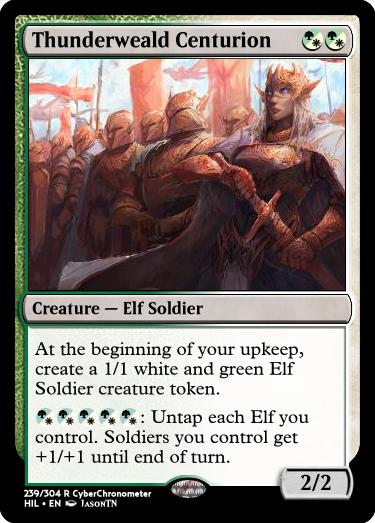 Thunderweald Centurion
Creature — Elf Soldier
At the beginning of your upkeep,
create a 1/1 white and green Elf
Soldier creature token.
: Untap each Elf you
control. Soldiers you control get
+1/+1 until end of turn.
2/2
239/304 R CyberChronometer
HIL • EN JASONTN